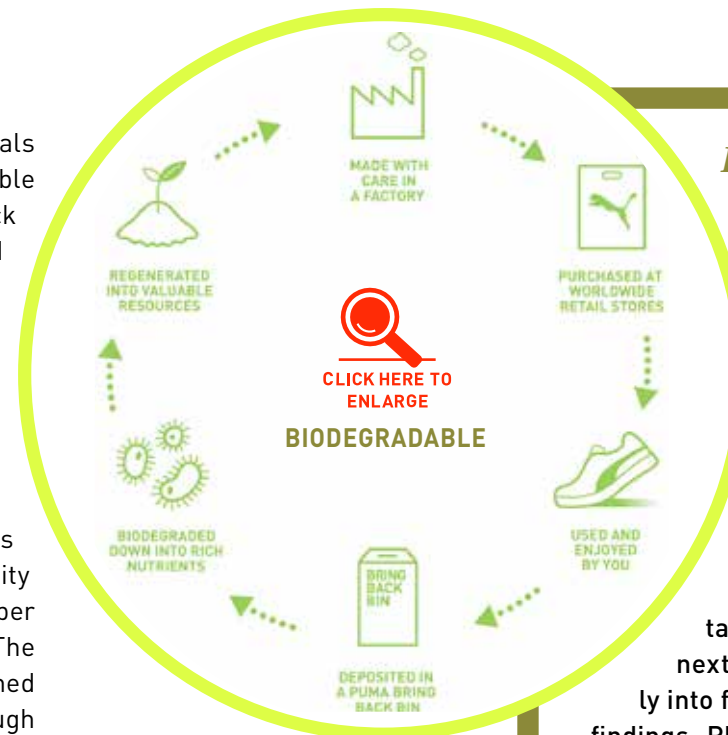 als
ble
ck
s
ity
per
The
ned
ugh
MADE WITH
CARE IN
A FACTORY
PURCHASED AT
WORLDWIDE
RETAIL STORES
USED AND
ENJOYED
BY YOU
BRING
BACK
BIN
DEPOSITED IN
A PUMA BRING
BACK BIN
BIODEGRADED
DOWN INTO RICH
NUTRIENTS
REGENERATED
INTO VALUABLE
RESOURCES
CLICK HERE TO
ENLARGE
BIODEGRADABLE
ta
next
ly into f
findings.